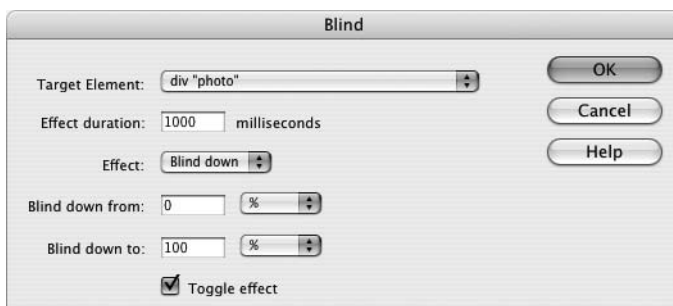 Blind
Target Element: div "photo"
OK
Effect duration: 1000 milliseconds
Cancel
Effect: Blind down
Help
Blind down from: 0 %
Blind down to: 100 %
Toggle effect